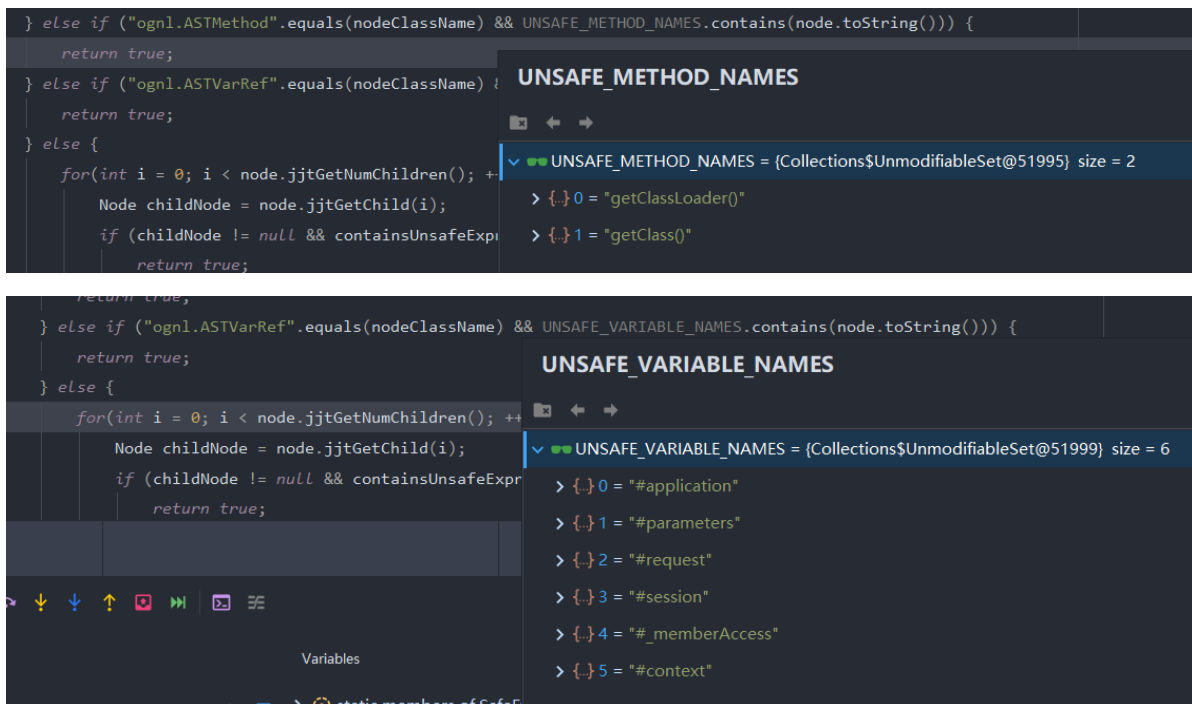 } else if ("ognl.ASTMethod".equals(nodeClassName) && UNSAFE_METHOD_NAMES.contains(node.toString())) {
return true;
} else if ("ognl.ASTVarRef".equals(nodeClassName) &
return true;
} else {
for(int i = 0; i < node.jjtGetNumChildren(); ++
Node childNode = node.jjtGetChild(i);
if (childNode != null && containsUnsafeExpr
return true;
UNSAFE_METHOD_NAMES
UNSAFE_METHOD_NAMES = {Collections$UnmodifiableSet@51995} size = 2
{...} 0 = "getClassLoader()"
{...} 1 = "getClass()"
return true;
} else if ("ognl.ASTVarRef".equals(nodeClassName) && UNSAFE_VARIABLE_NAMES.contains(node.toString())) {
return true;
} else {
for(int i = 0; i < node.jjtGetNumChildren(); ++
Node childNode = node.jjtGetChild(i);
if (childNode != null && containsUnsafeExpr
return true;
UNSAFE_VARIABLE_NAMES
UNSAFE_VARIABLE_NAMES = {Collections$UnmodifiableSet@51999} size = 6
{...} 0 = "#application"
{...} 1 = "#parameters"
{...} 2 = "#request"
{...} 3 = "#session"
{...} 4 = "#_memberAccess"
{...} 5 = "#context"
Variables
static members of